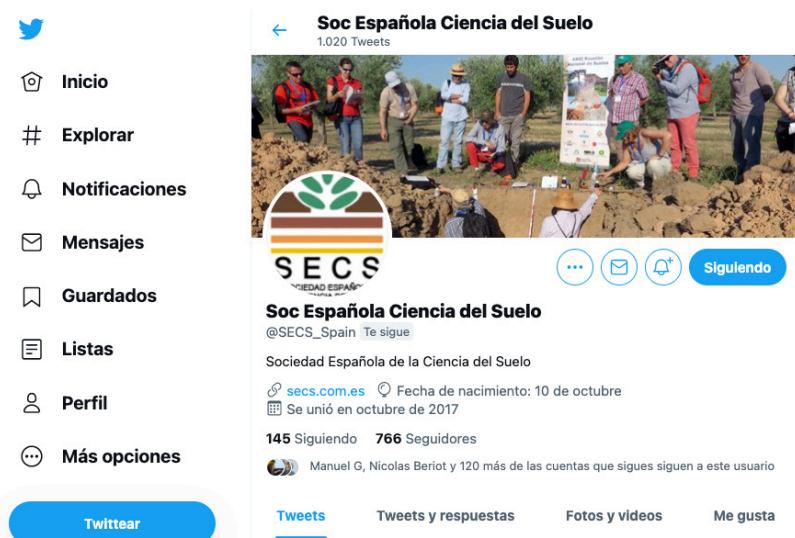 Soc Española Ciencia del Suelo
1.020 Tweets
Inicio
Explorar
Notificaciones
Mensajes
Guardados
Listas
Perfil
Más opciones
Twittear
SECS
Siguiendo
Soc Española Ciencia del Suelo
@SECS_Spain Te sigue
Sociedad Española de la Ciencia del Suelo
secs.com.es Fecha de nacimiento: 10 de octubre
Se unió en octubre de 2017
145 Siguiendo 766 Seguidores
Manuel G, Nicolas Beriot y 120 más de las cuentas que sigues siguen a este usuario
Tweets Tweets y respuestas Fotos y videos Me gusta